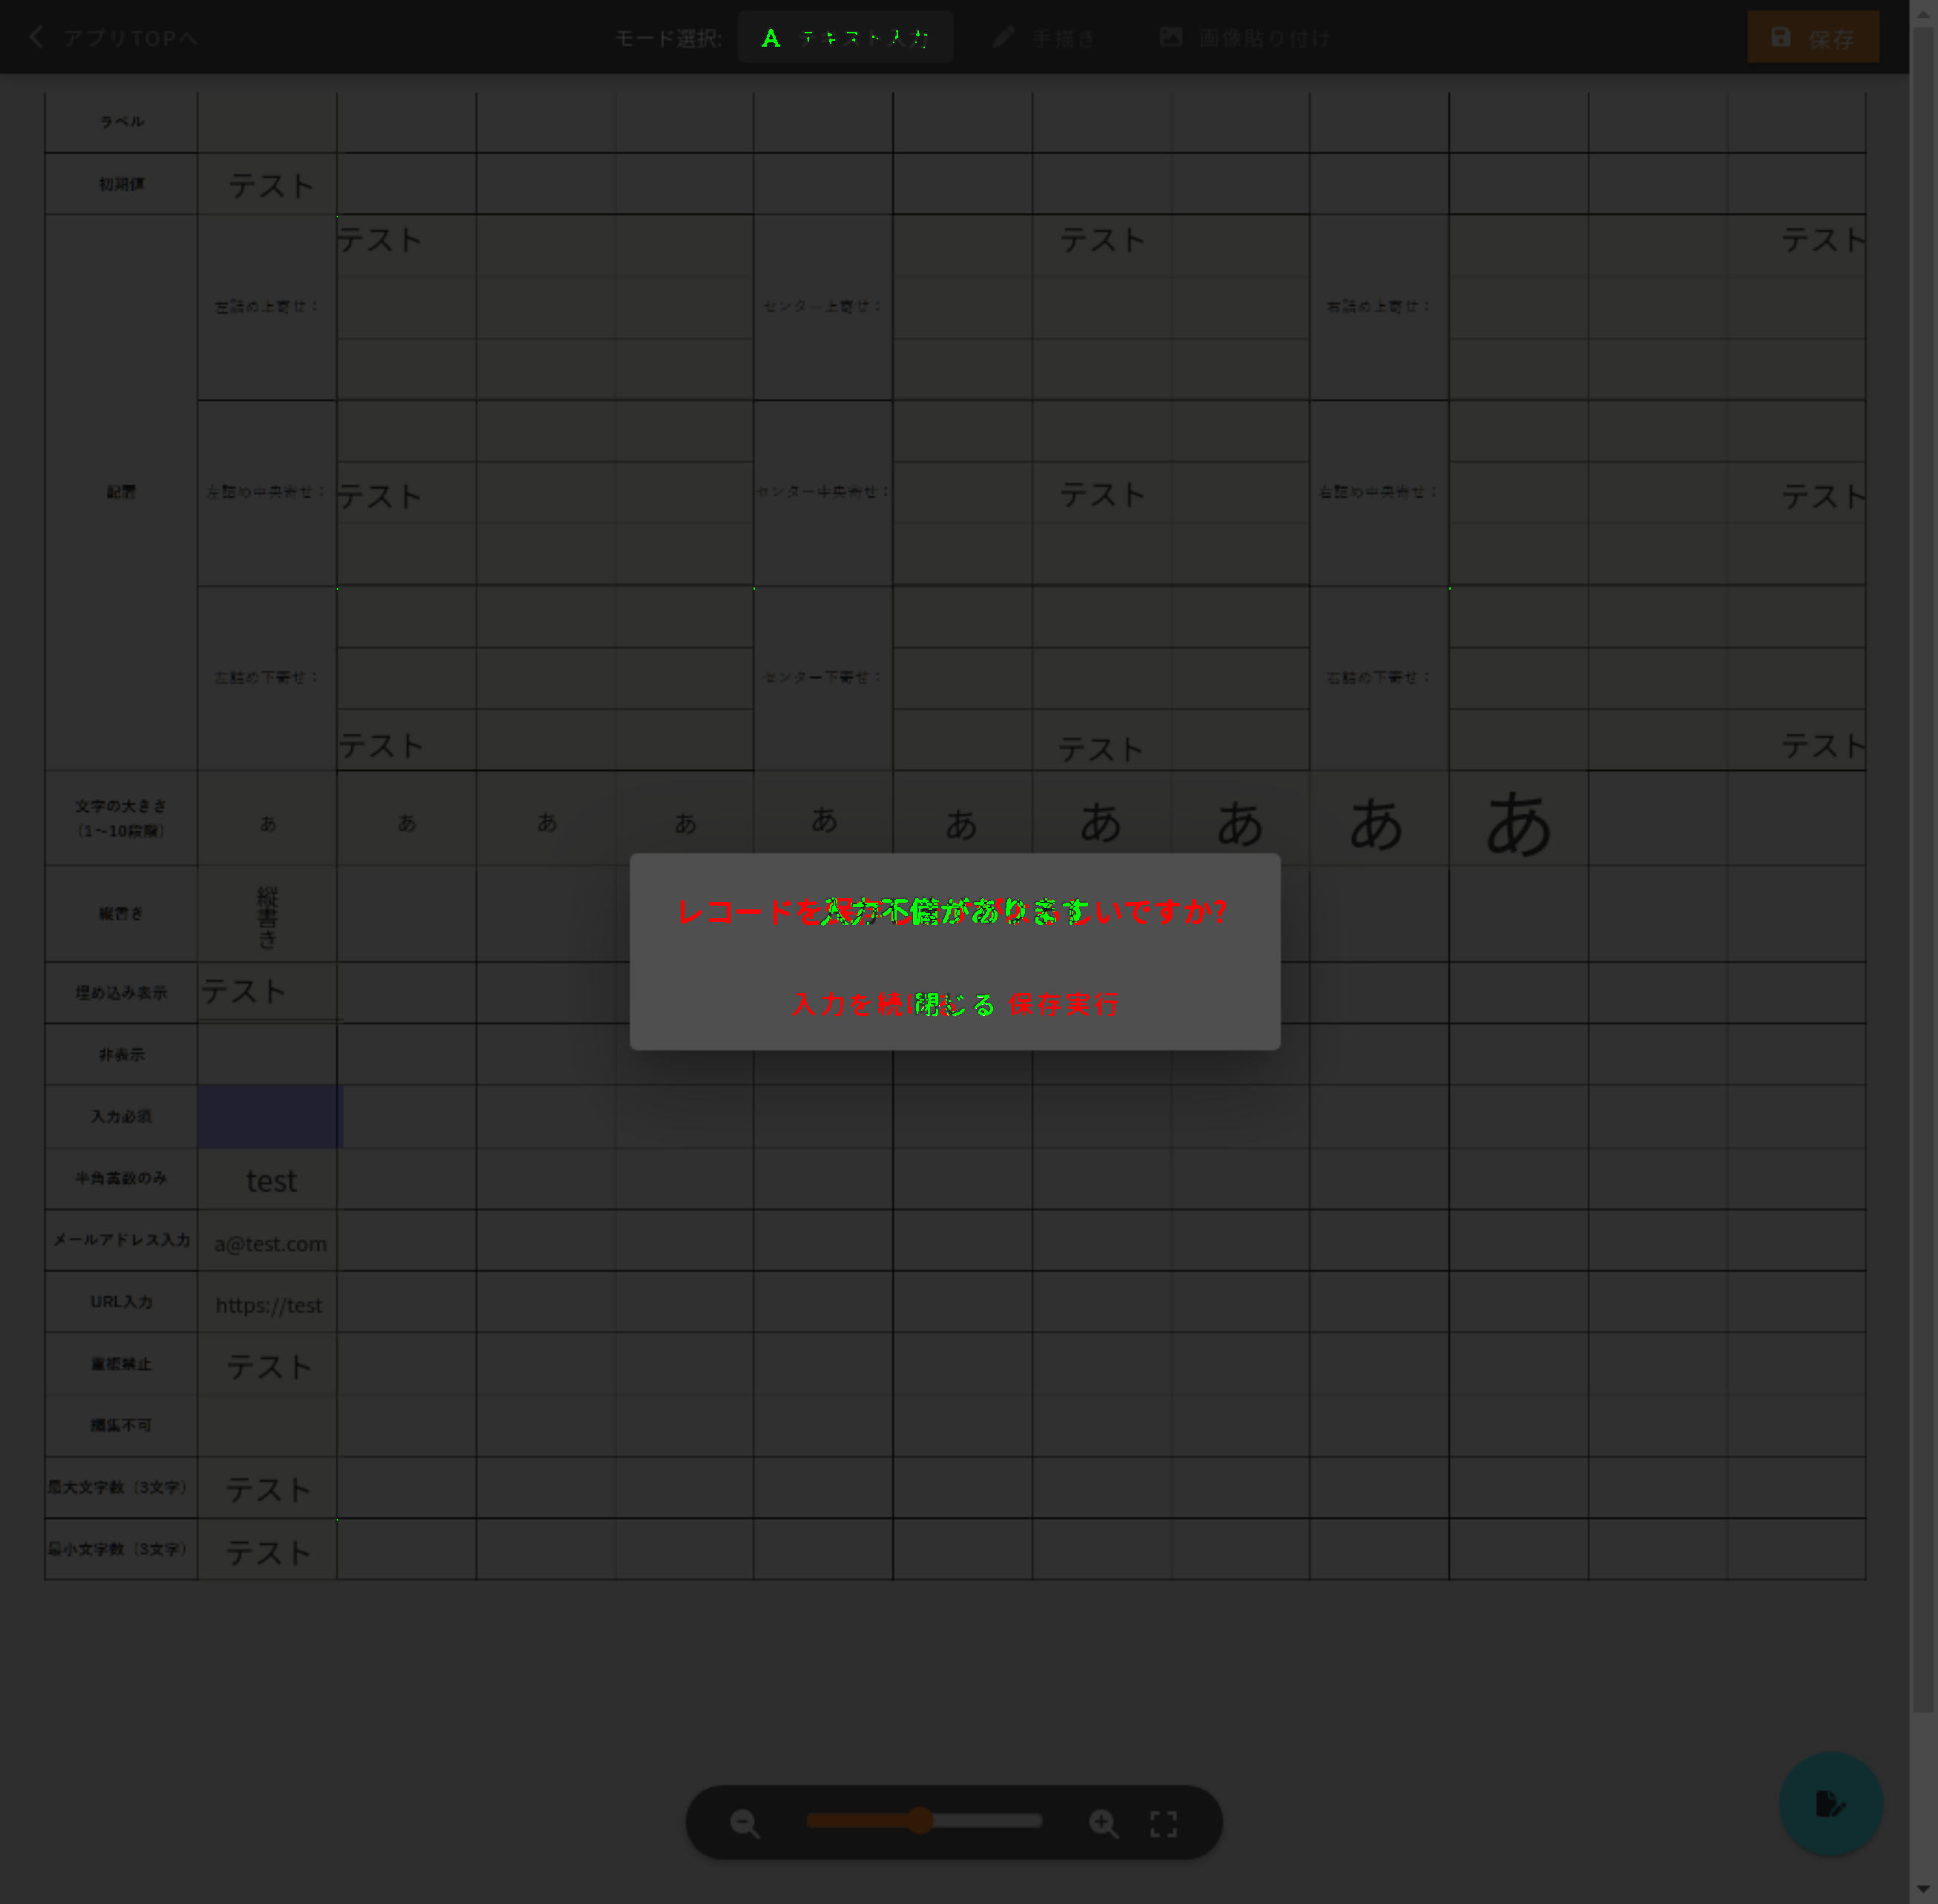 アプリTOPへ モード選択: A テキスト入力 手描き 画像貼り付け 保存
ラベル
初期値 テスト
配置
左詰め上寄せ： テスト センター上寄せ： テスト 右詰め上寄せ： テスト
左詰め中央寄せ： テスト センター中央寄せ： テスト 右詰め中央寄せ： テスト
左詰め下寄せ： テスト センター下寄せ： テスト 右詰め下寄せ： テスト
文字の大きさ
（1〜10段階）
あ あ あ あ あ あ あ あ あ あ
縦書き 縦書き
レコードを
いですか?
入力不備があります
埋め込み表示 テスト
入力を続
閉じる
保存実行
非表示
入力必須
半角英数のみ test
メールアドレス入力 a@test.com
URL入力 https://test
重複禁止 テスト
編集不可
最大文字数（3文字） テスト
最小文字数（3文字） テスト